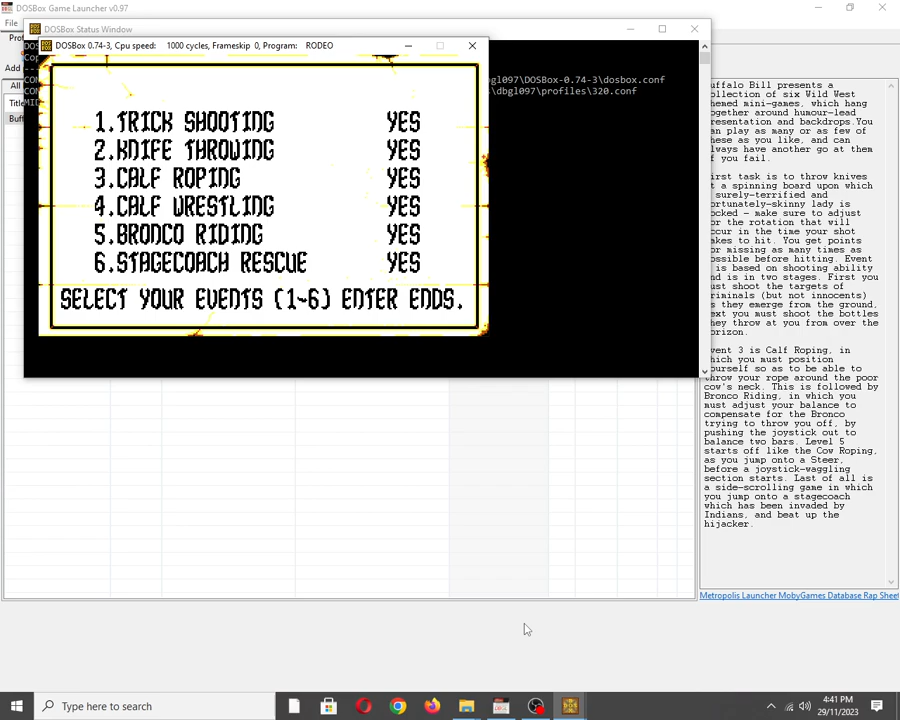 DOSBox Game Launcher v0.97
File
DOSBox Status Window
DOSBox 0.74-3, Cpu speed: 1000 cycles, Frameskip 0, Program: RODEO
Add
All
\DOSBox-0.74-3\dosbox.conf
\dbgl097\profiles\320.conf
1.TRICK SHOOTING YES
2.KNIFE THROWING YES
3.CALF ROPING YES
4.CALF WRESTLING YES
5.BRONCO RIDING YES
6.STAGECOACH RESCUE YES
SELECT YOUR EVENTS (1-6) ENTER ENDS.
uffalo Bill presents a
collection of six Wild West
hemed mini-games, which hang
together around humour-lead
resentation and backdrops.You
can play as many or as few of
hese as you like, and can
always have another go at them
f you fail.
irst task is to throw knives
t a spinning board upon which
surely-terrified and
ortunately-skinny lady is
ocked - make sure to adjust
or the rotation that will
occur in the time your shot
akes to hit. You get points
or missing as many times as
ossible before hitting. Event
is based on shooting ability
nd is in two stages. First you
ust shoot the targets of
riminals (but not innocents)
s they emerge from the ground,
ext you must shoot the bottles
hey throw at you from over the
orizon.
vent 3 is Calf Roping, in
which you must position
yourself so as to be able to
throw your rope around the poor
cow's neck. This is followed by
Bronco Riding, in which you
must adjust your balance to
compensate for the Bronco
trying to throw you off, by
pushing the joystick out to
balance two bars. Level 5
starts off like the Cow Roping,
as you jump onto a Steer,
before a joystick-waggling
section starts. Last of all is
a side-scrolling game in which
you jump onto a stagecoach
which has been invaded by
Indians, and beat up the
hijacker.
Metropolis Launcher MobyGames Database Rap Shee
Type here to search
4:41 PM
29/11/2023